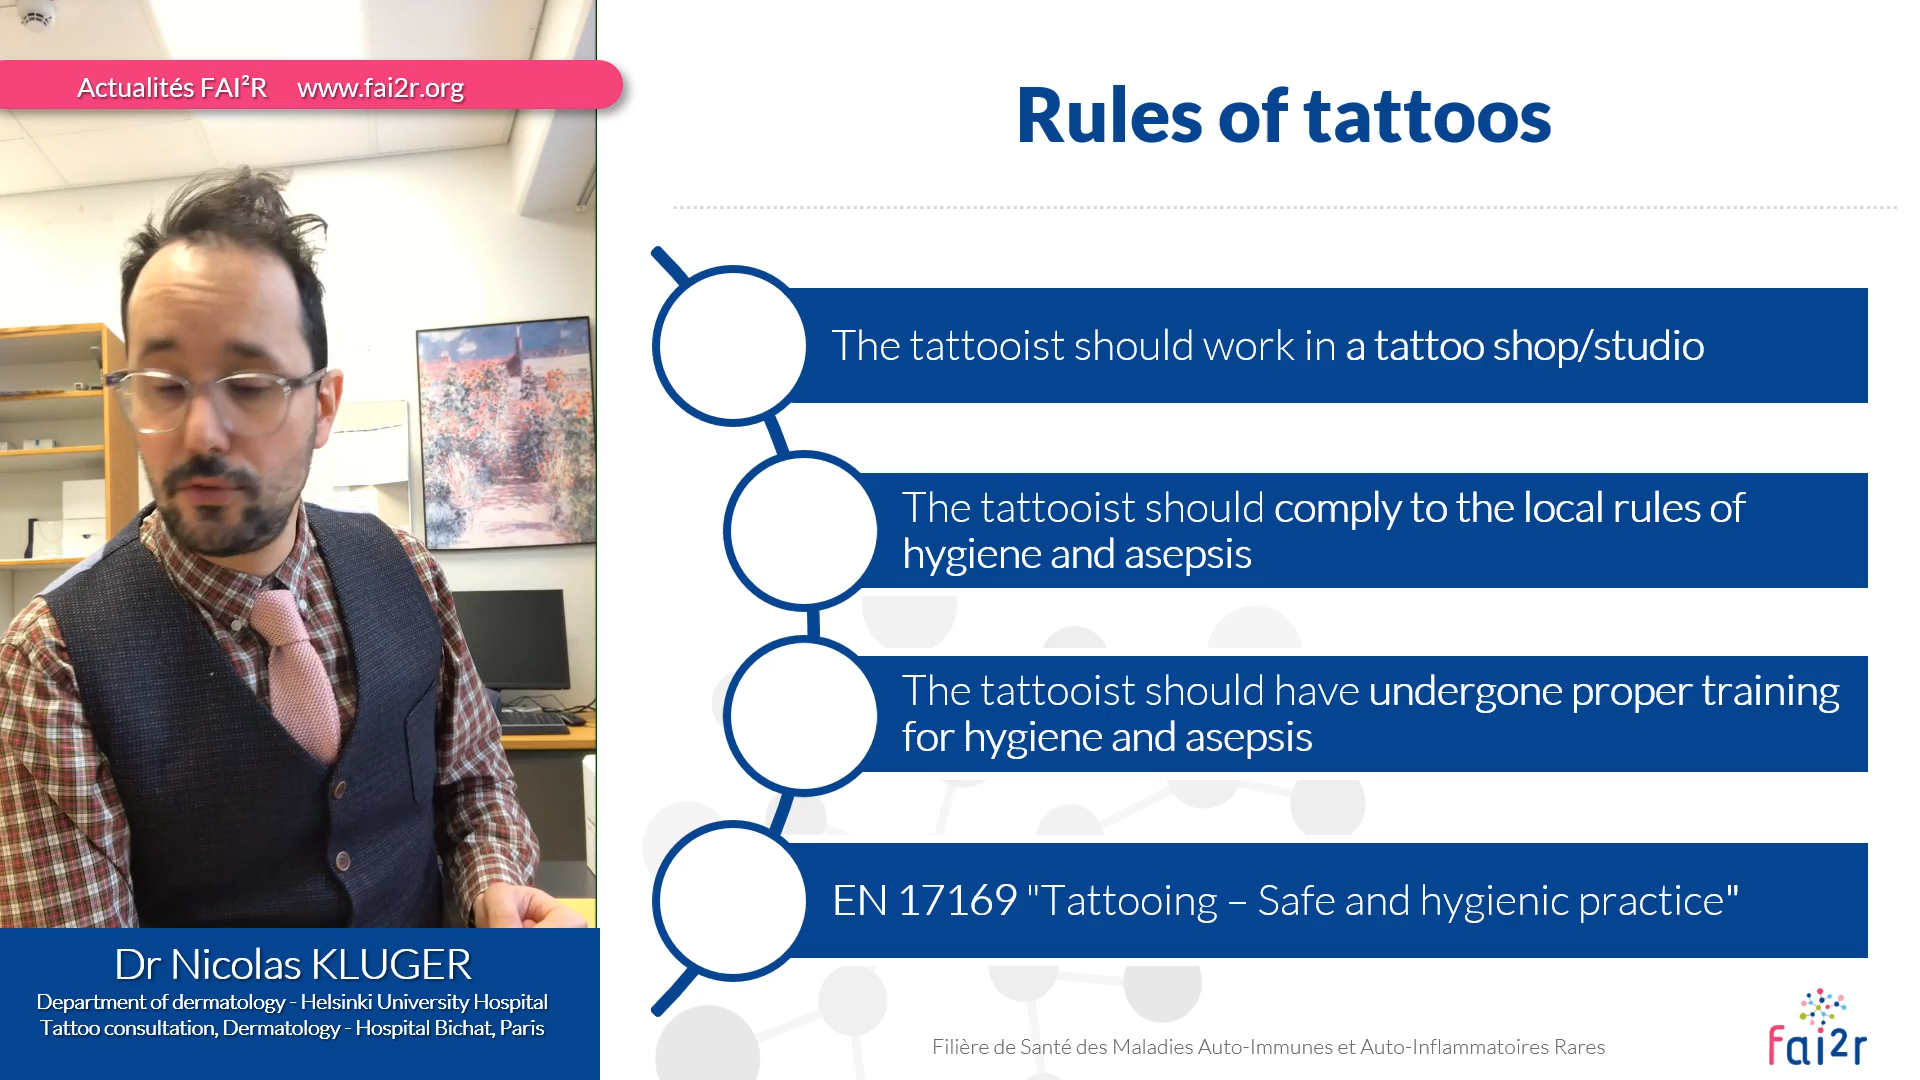 Actualités FAI²R www.fai2r.org
Rules of tattoos
The tattooist should work in a tattoo shop/studio
The tattooist should comply to the local rules of
hygiene and asepsis
The tattooist should have undergone proper training
for hygiene and asepsis
EN 17169 "Tattooing – Safe and hygienic practice"
Dr Nicolas KLUGER
Department of dermatology - Helsinki University Hospital
Tattoo consultation, Dermatology - Hospital Bichat, Paris
Filière de Santé des Maladies Auto-Immunes et Auto-Inflammatoires Rares
fai2r